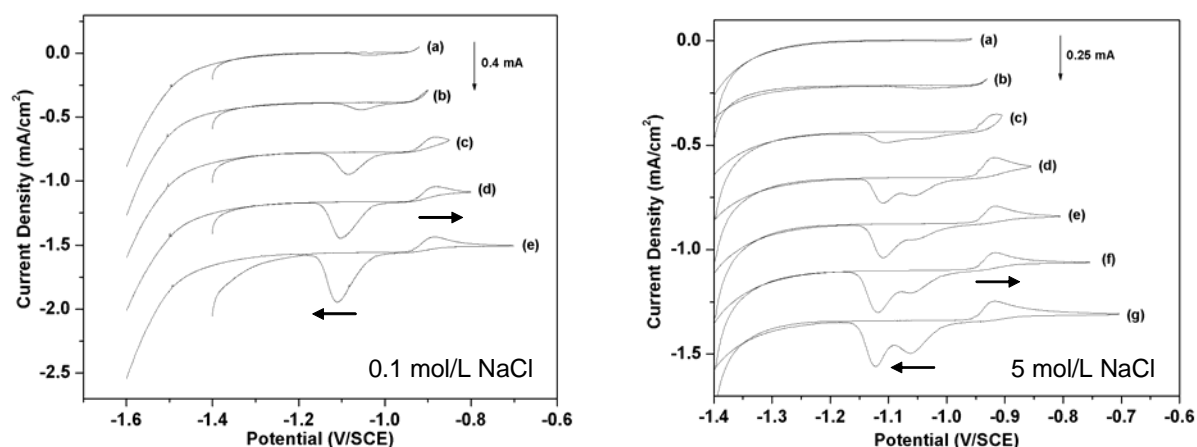 0.0
-0.5
-1.0
-1.5
-2.0
-2.5
Current Density (mA/cm²)
(a)
0.4 mA
(b)
(c)
(d)
(e)
0.1 mol/L NaCl
-1.6 -1.4 -1.2 -1.0 -0.8 -0.6
Potential (V/SCE)
0.0
-0.5
-1.0
-1.5
Current Density (mA/cm²)
(a)
0.25 mA
(b)
(c)
(d)
(e)
(f)
(g)
5 mol/L NaCl
-1.4 -1.3 -1.2 -1.1 -1.0 -0.9 -0.8 -0.7 -0.6
Potential (V/SCE)